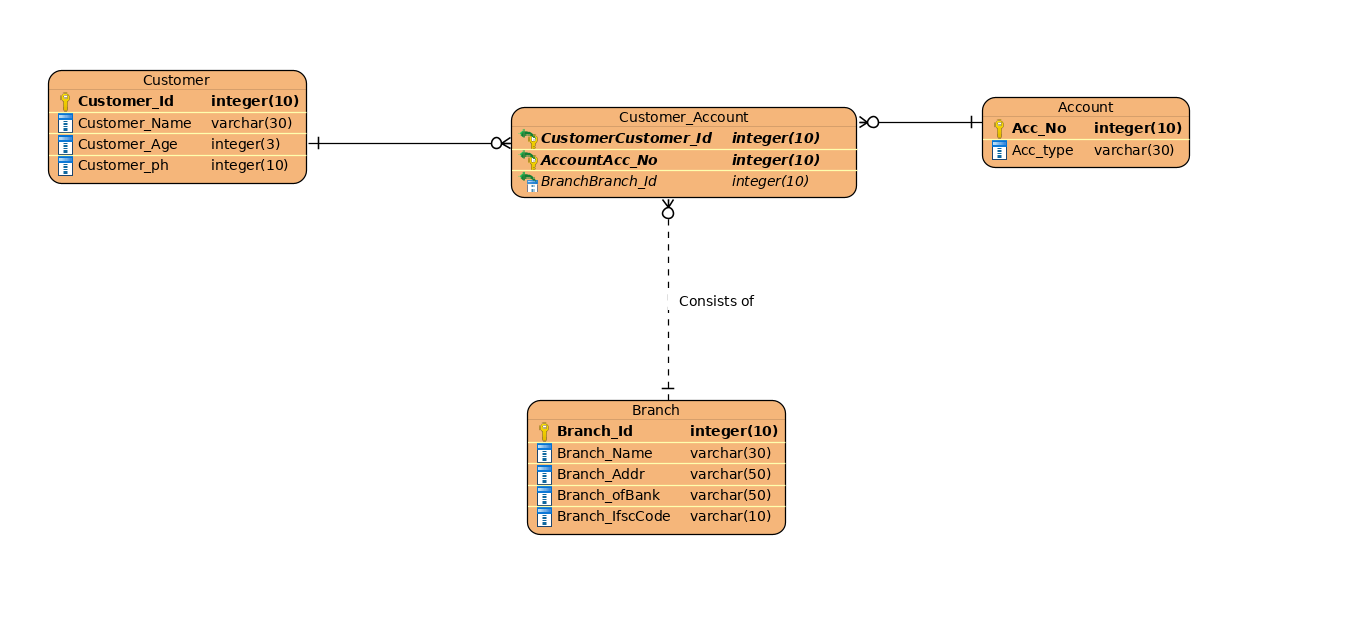 Customer
Customer_Id integer(10)
Customer_Name varchar(30)
Customer_Age integer(3)
Customer_ph integer(10)
Customer_Account
CustomerCustomer_Id integer(10)
AccountAcc_No integer(10)
BranchBranch_Id integer(10)
Account
Acc_No integer(10)
Acc_type varchar(30)
Consists of
Branch
Branch_Id integer(10)
Branch_Name varchar(30)
Branch_Addr varchar(50)
Branch_ofBank varchar(50)
Branch_IfscCode varchar(10)